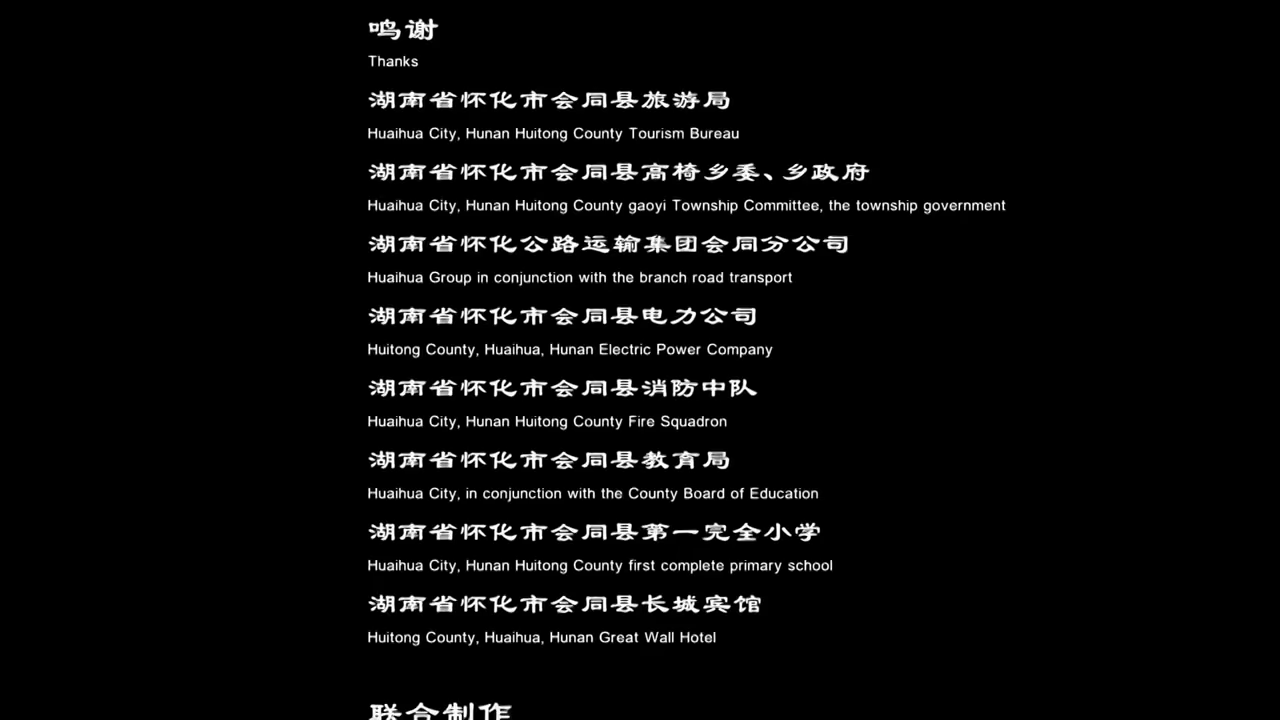 鸣谢
Thanks
湖南省怀化市会同县旅游局
Huaihua City, Hunan Huitong County Tourism Bureau
湖南省怀化市会同县高椅乡委、乡政府
Huaihua City, Hunan Huitong County gaoyi Township Committee, the township government
湖南省怀化公路运输集团会同分公司
Huaihua Group in conjunction with the branch road transport
湖南省怀化市会同县电力公司
Huitong County, Huaihua, Hunan Electric Power Company
湖南省怀化市会同县消防中队
Huaihua City, Hunan Huitong County Fire Squadron
湖南省怀化市会同县教育局
Huaihua City, in conjunction with the County Board of Education
湖南省怀化市会同县第一完全小学
Huaihua City, Hunan Huitong County first complete primary school
湖南省怀化市会同县长城宾馆
Huitong County, Huaihua, Hunan Great Wall Hotel
联合制作